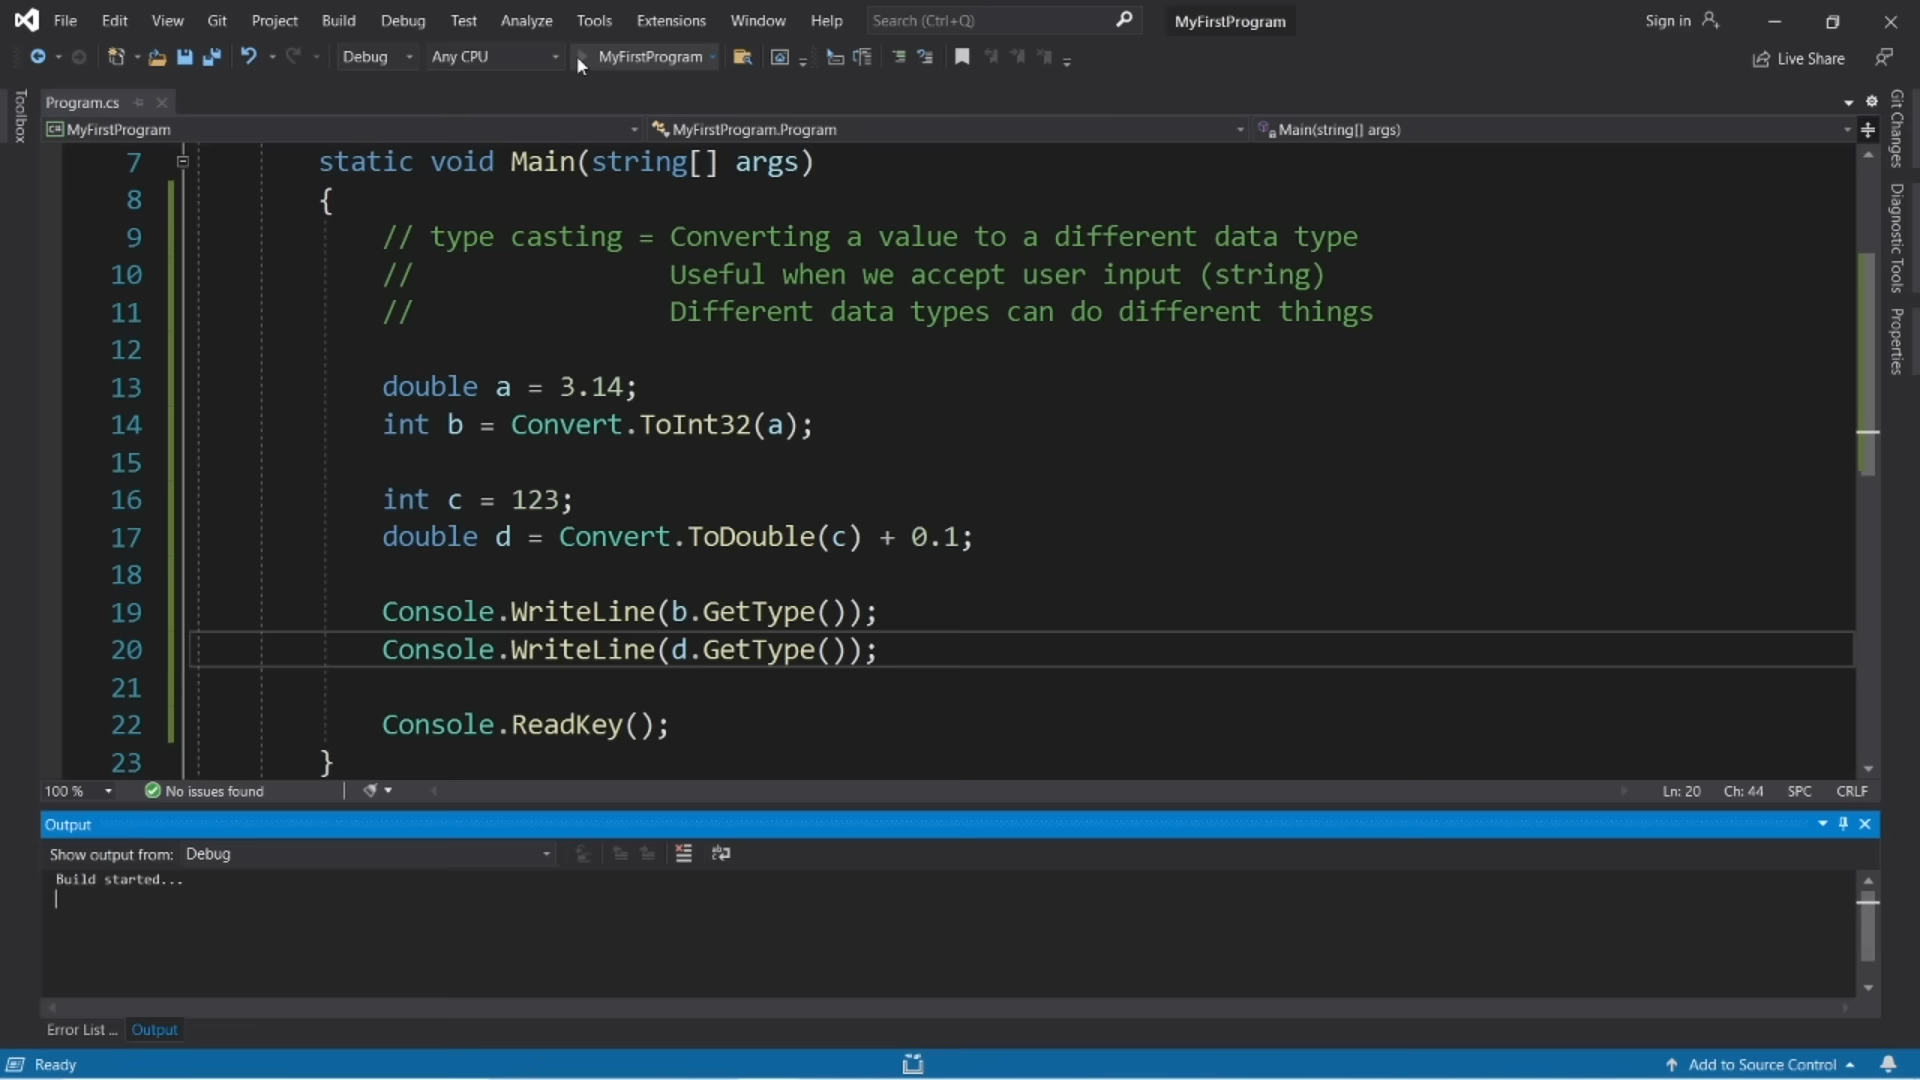 File Edit View Git Project Build Debug Test Analyze Tools Extensions Window Help Search (Ctrl+Q) MyFirstProgram Sign in
Debug Any CPU MyFirstProgram Live Share
Toolbox
Program.cs
MyFirstProgram MyFirstProgram.Program Main(string[] args)
7 static void Main(string[] args)
8 {
9 // type casting = Converting a value to a different data type
10 // Useful when we accept user input (string)
11 // Different data types can do different things
12
13 double a = 3.14;
14 int b = Convert.ToInt32(a);
15
16 int c = 123;
17 double d = Convert.ToDouble(c) + 0.1;
18
19 Console.WriteLine(b.GetType());
20 Console.WriteLine(d.GetType());
21
22 Console.ReadKey();
23 }
Git Changes
Diagnostic Tools
Properties
100 % No issues found Ln: 20 Ch: 44 SPC CRLF
Output
Show output from: Debug
Build started...
Error List ... Output
Ready Add to Source Control